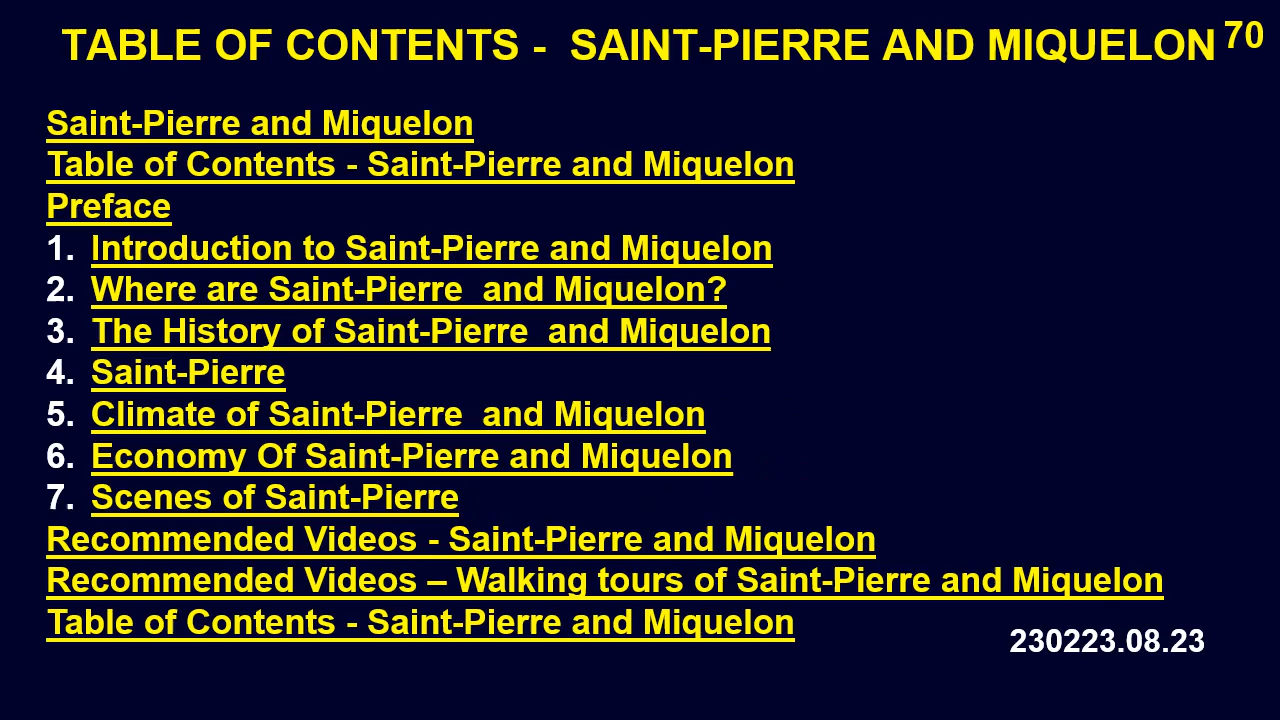 TABLE OF CONTENTS -  SAINT-PIERRE AND MIQUELON 70
Saint-Pierre and Miquelon
Table of Contents - Saint-Pierre and Miquelon
Preface
1. Introduction to Saint-Pierre and Miquelon
2. Where are Saint-Pierre  and Miquelon?
3. The History of Saint-Pierre  and Miquelon
4. Saint-Pierre
5. Climate of Saint-Pierre  and Miquelon
6. Economy Of Saint-Pierre and Miquelon
7. Scenes of Saint-Pierre
Recommended Videos - Saint-Pierre and Miquelon
Recommended Videos – Walking tours of Saint-Pierre and Miquelon
Table of Contents - Saint-Pierre and Miquelon
230223.08.23